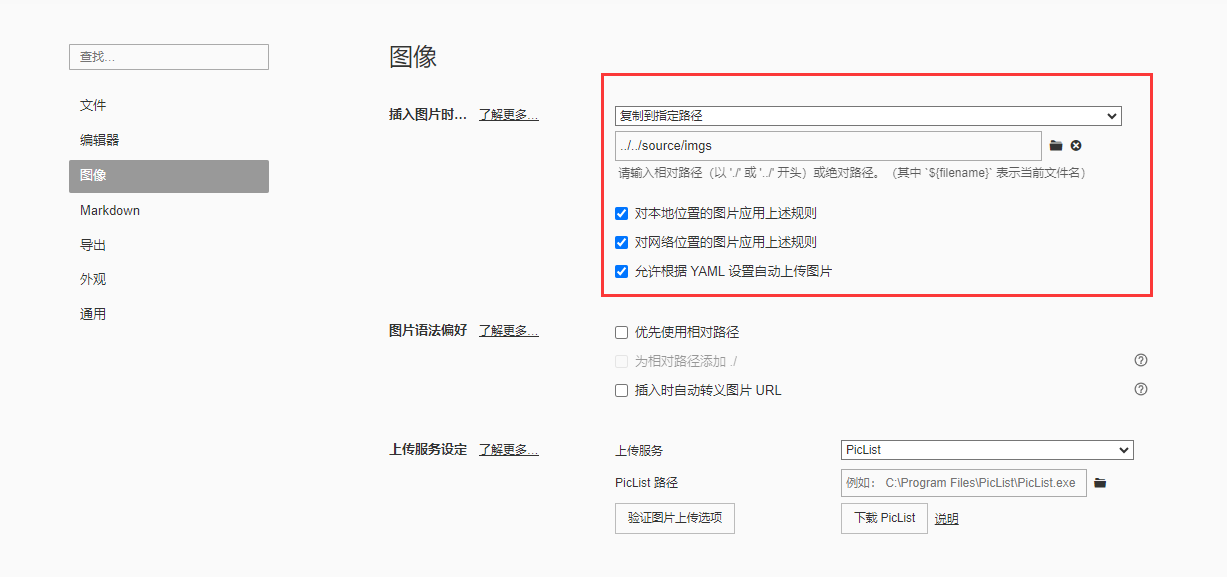 查找...
文件
编辑器
图像
Markdown
导出
外观
通用
图像
插入图片时... 了解更多...
复制到指定路径
../../source/imgs
请输入相对路径（以 './' 或 '../' 开头）或绝对路径。（其中 `${filename}` 表示当前文件名）
对本地位置的图片应用上述规则
对网络位置的图片应用上述规则
允许根据 YAML 设置自动上传图片
图片语法偏好 了解更多...
优先使用相对路径
为相对路径添加 ./
插入时自动转义图片 URL
上传服务设定 了解更多...
上传服务 PicList
PicList 路径 例如： C:\Program Files\PicList\PicList.exe
验证图片上传选项 下载 PicList 说明